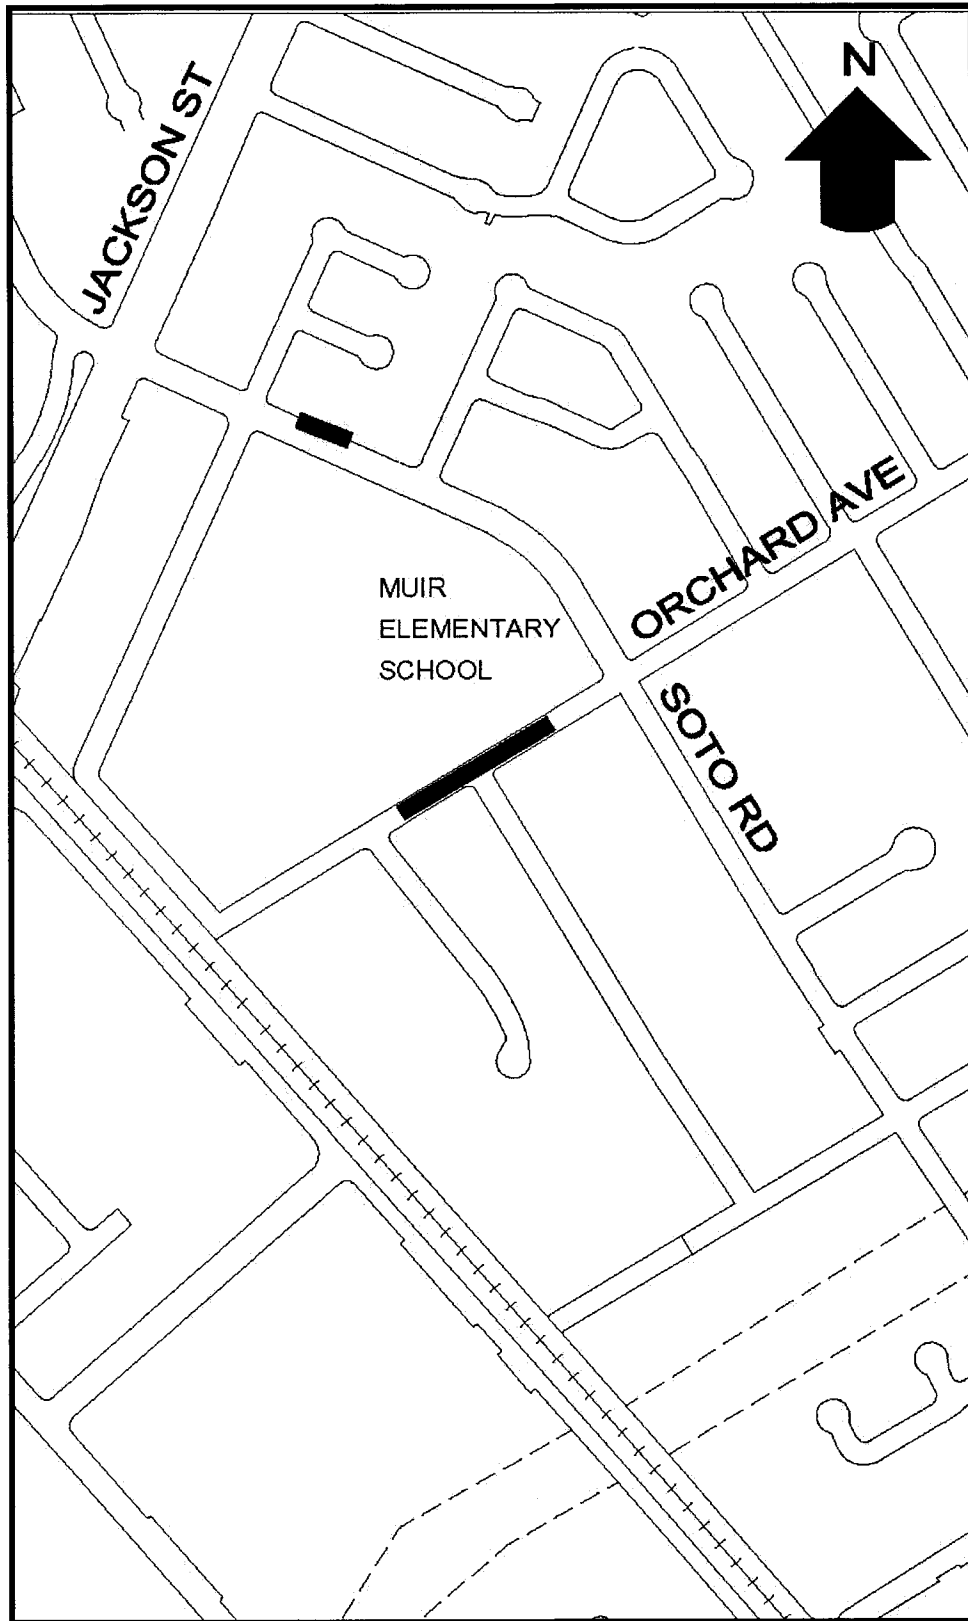 N
JACKSON ST
ORCHARD AVE
MUIR
ELEMENTARY
SCHOOL
SOTO RD